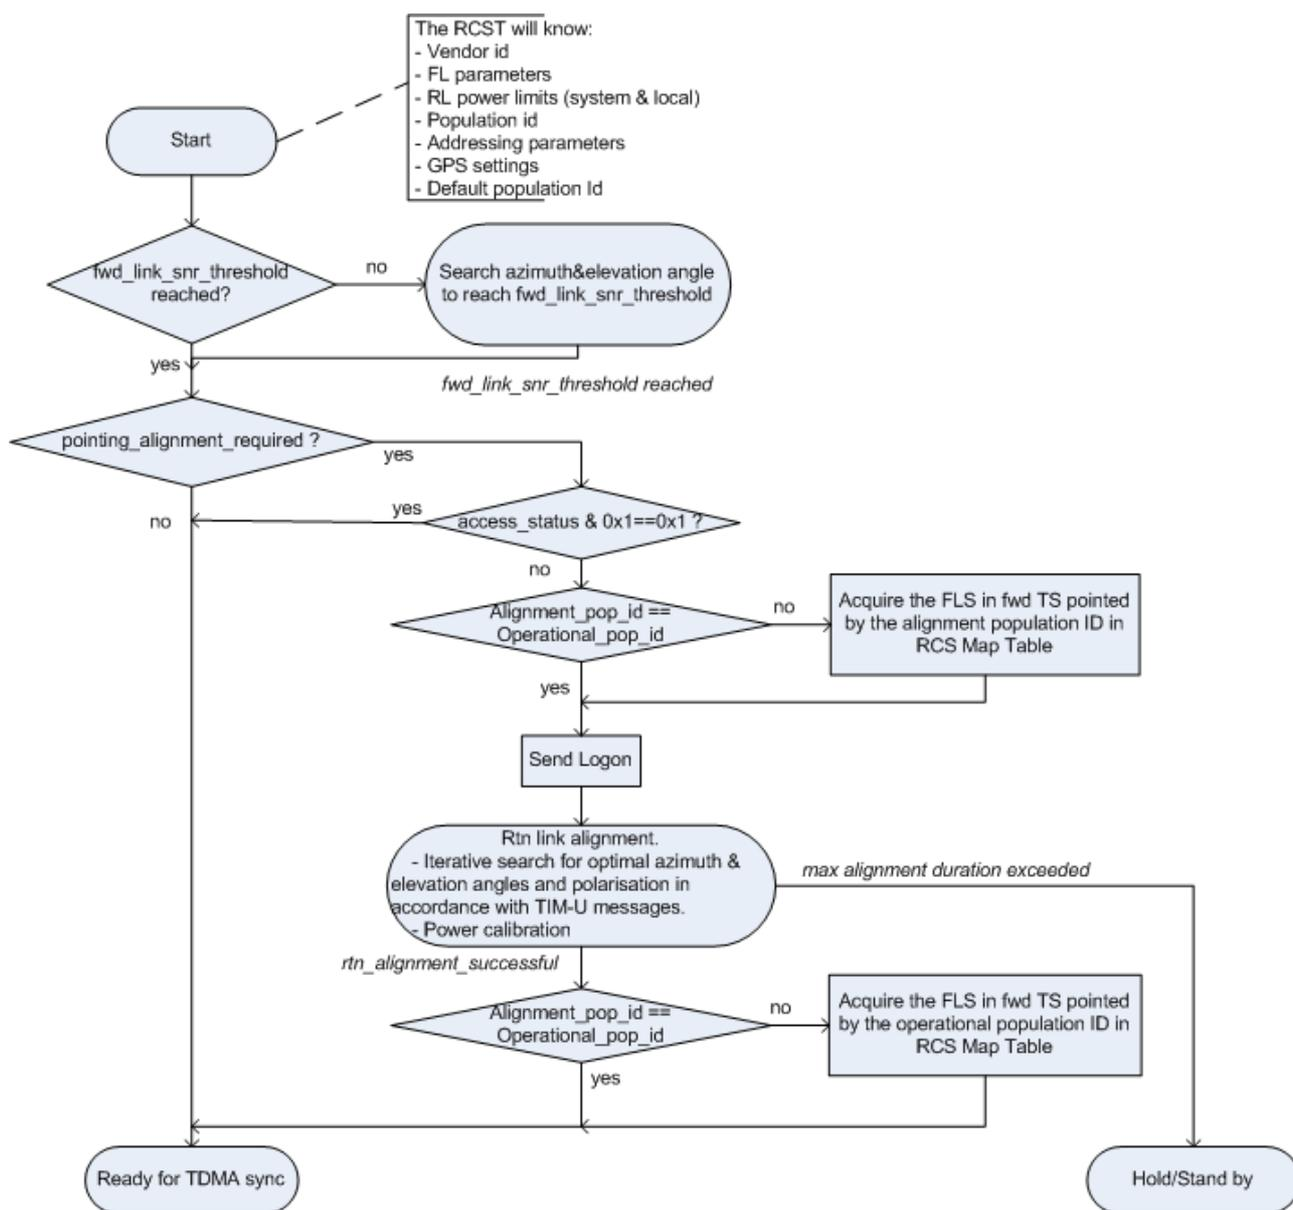 The RCST will know:
- Vendor id
- FL parameters
- RL power limits (system & local)
- Population id
- Addressing parameters
- GPS settings
- Default population Id
Start
fwd_link_snr_threshold
reached?
no
Search azimuth&elevation angle
to reach fwd_link_snr_threshold
yes
fwd_link_snr_threshold reached
pointing_alignment_required ?
yes
no
yes
access_status & 0x1==0x1 ?
no
Alignment_pop_id ==
Operational_pop_id
no
Acquire the FLS in fwd TS pointed
by the alignment population ID in
RCS Map Table
yes
Send Logon
Rtn link alignment.
- Iterative search for optimal azimuth &
elevation angles and polarisation in
accordance with TIM-U messages.
- Power calibration
max alignment duration exceeded
rtn_alignment_successful
Alignment_pop_id ==
Operational_pop_id
no
Acquire the FLS in fwd TS pointed
by the operational population ID in
RCS Map Table
yes
Ready for TDMA sync
Hold/Stand by